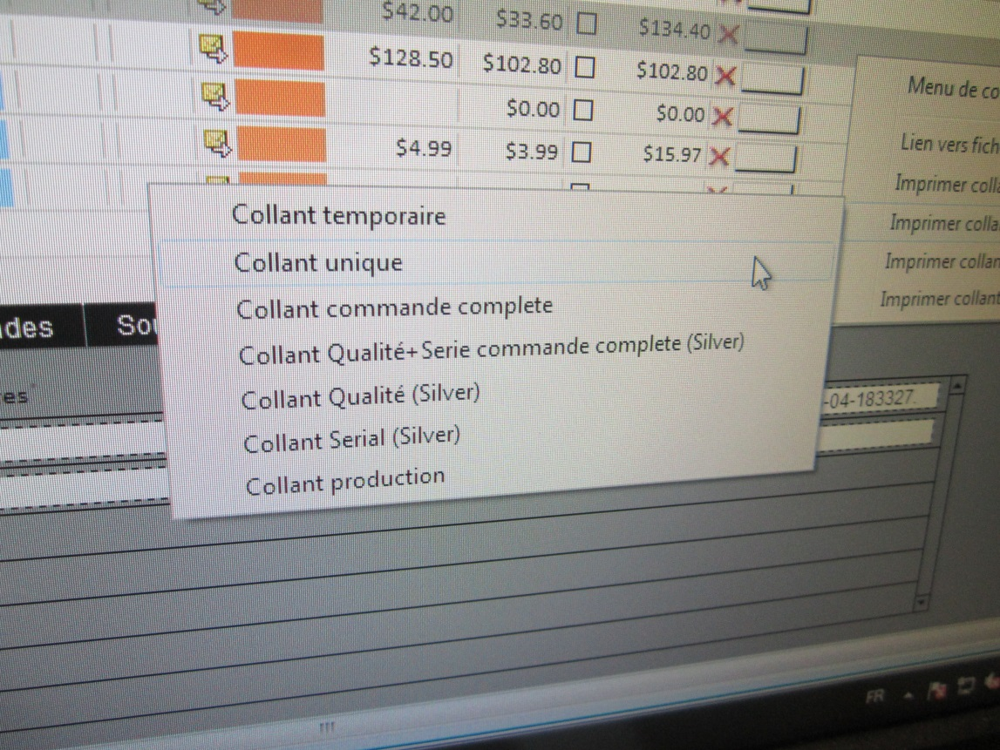 $42.00 $33.60 $134.40
$128.50 $102.80 $102.80
$0.00 $0.00
$4.99 $3.99 $15.97
Menu de co
Lien vers fich
Imprimer colla
Imprimer colla
Imprimer collan
Imprimer collant
Collant temporaire
Collant unique
Collant commande complete
Collant Qualité+Serie commande complete (Silver)
Collant Qualité (Silver)
Collant Serial (Silver)
Collant production
des Sou
es
-04-183327.
FR